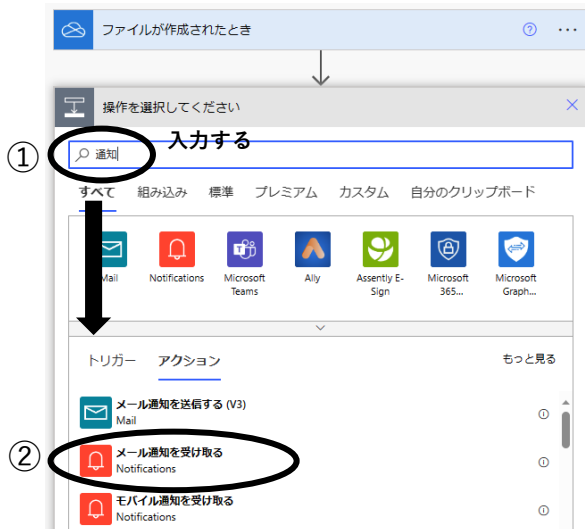 ファイルが作成されたとき
操作を選択してください
① 入力する
通知
すべて 組み込み 標準 プレミアム カスタム 自分のクリップボード
Mail Notifications Microsoft Teams Ally Assently E-Sign Microsoft 365... Microsoft Graph...
トリガー アクション もっと見る
メール通知を送信する (V3)
Mail
② メール通知を受け取る
Notifications
モバイル通知を受け取る
Notifications